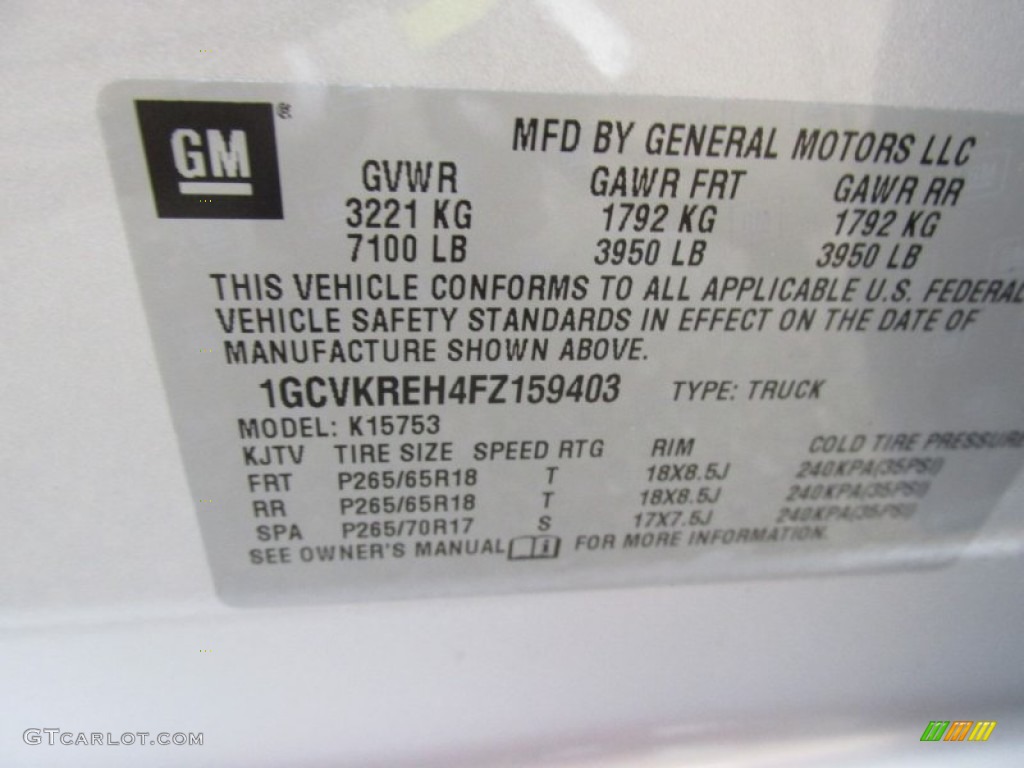 GM
MFD BY GENERAL MOTORS LLC
GVWR GAWR FRT GAWR RR
3221 KG 1792 KG 1792 KG
7100 LB 3950 LB 3950 LB
THIS VEHICLE CONFORMS TO ALL APPLICABLE U.S. FEDERAL
VEHICLE SAFETY STANDARDS IN EFFECT ON THE DATE OF
MANUFACTURE SHOWN ABOVE.
1GCVKREH4FZ159403 TYPE: TRUCK
MODEL: K15753
KJTV TIRE SIZE SPEED RTG RIM COLD TIRE PRESSURE
FRT P265/65R18 T 18X8.5J 240KPA(35PSI)
RR P265/65R18 T 18X8.5J 240KPA(35PSI)
SPA P265/70R17 S 17X7.5J 240KPA(35PSI)
SEE OWNER'S MANUAL FOR MORE INFORMATION.
GTCarLot.com